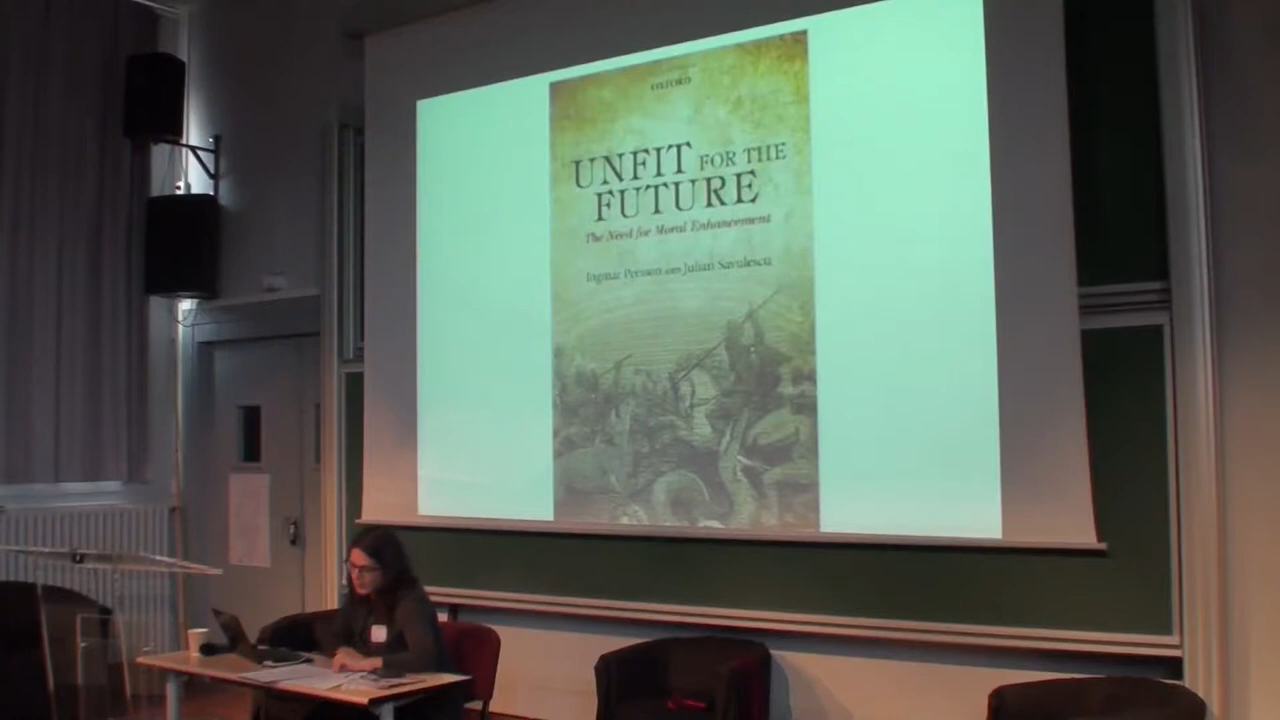 OXFORD
UNFIT FOR THE
FUTURE
The Need for Moral Enhancement
Ingmar Persson AND Julian Savulescu